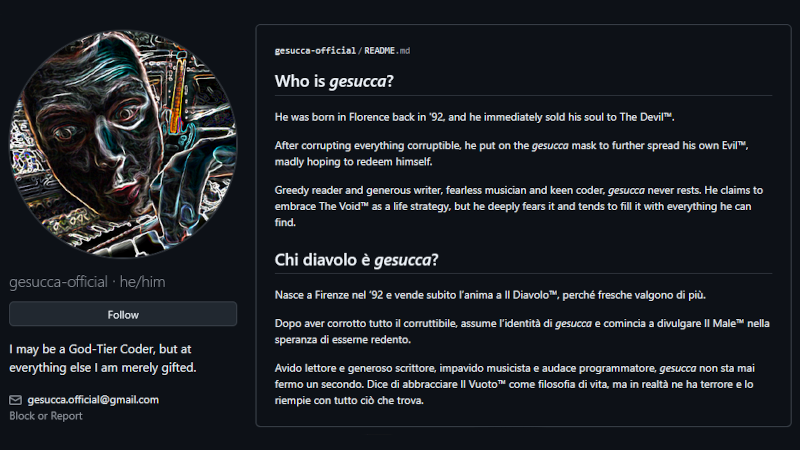 gesucca-official · he/him
Follow
I may be a God-Tier Coder, but at
everything else I am merely gifted.
gesucca.official@gmail.com
Block or Report
gesucca-official/README.md
Who is gesucca?
He was born in Florence back in '92, and he immediately sold his soul to The Devil™.
After corrupting everything corruptible, he put on the gesucca mask to further spread his own Evil™,
madly hoping to redeem himself.
Greedy reader and generous writer, fearless musician and keen coder, gesucca never rests. He claims to
embrace The Void™ as a life strategy, but he deeply fears it and tends to fill it with everything he can
find.
Chi diavolo è gesucca?
Nasce a Firenze nel '92 e vende subito l'anima a Il Diavolo™, perché fresche valgono di più.
Dopo aver corrotto tutto il corruttibile, assume l'identità di gesucca e comincia a divulgare Il Male™ nella
speranza di esserne redento.
Avido lettore e generoso scrittore, impavido musicista e audace programmatore, gesucca non sta mai
fermo un secondo. Dice di abbracciare Il Vuoto™ come filosofia di vita, ma in realtà ne ha terrore e lo
riempie con tutto ciò che trova.